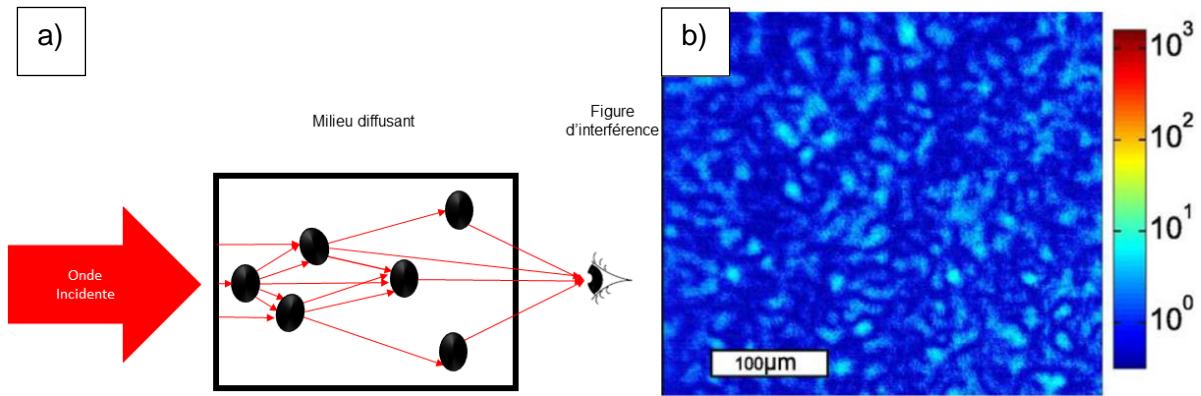 a)
Milieu diffusant
Figure
d'interférence
Onde
Incidente
b)
100µm
10³
10²
10¹
10⁰